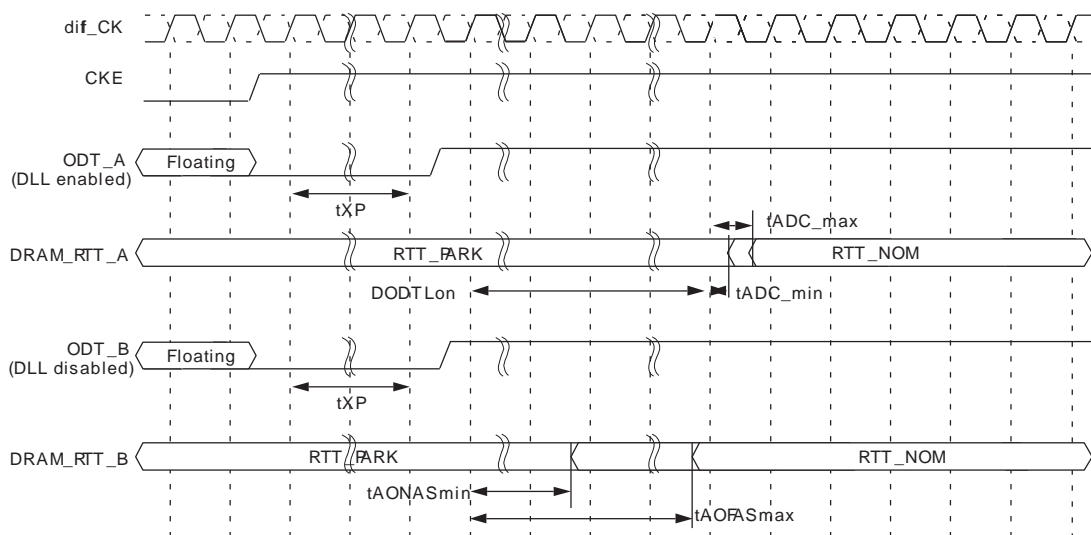 dif_CK
CKE
ODT_A
(DLL enabled)
Floating
tXP
tADC_max
DRAM_RTT_A
RTT_PARK
RTT_NOM
DODTLon
tADC_min
ODT_B
(DLL disabled)
Floating
tXP
DRAM_RTT_B
RTT_PARK
RTT_NOM
tAONASmin
tAOFASmax